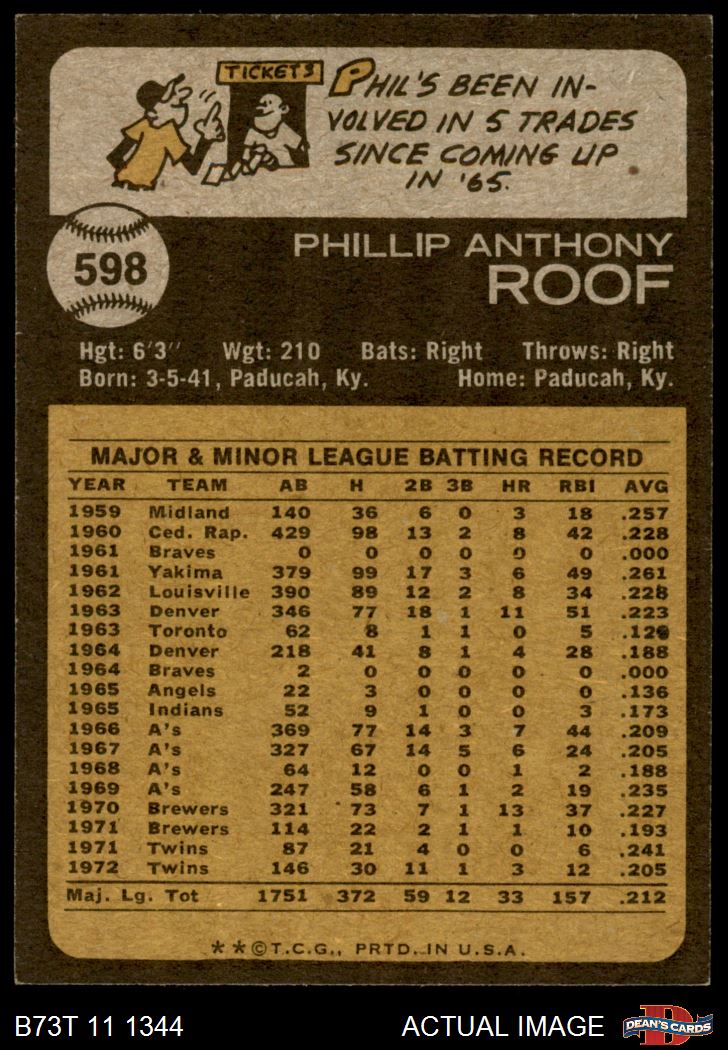 TICKETS
PHIL'S BEEN IN-
VOLVED IN 5 TRADES
SINCE COMING UP
IN '65.
598
PHILLIP ANTHONY
ROOF
Hgt: 6'3'' Wgt: 210 Bats: Right Throws: Right
Born: 3-5-41, Paducah, Ky. Home: Paducah, Ky.
MAJOR & MINOR LEAGUE BATTING RECORD
YEAR TEAM AB H 2B 3B HR RBI AVG
1959 Midland 140 36 6 0 3 18 .257
1960 Ced. Rap. 429 98 13 2 8 42 .228
1961 Braves 0 0 0 0 0 0 .000
1961 Yakima 379 99 17 3 6 49 .261
1962 Louisville 390 89 12 2 8 34 .228
1963 Denver 346 77 18 1 11 51 .223
1963 Toronto 62 8 1 1 0 5 .129
1964 Denver 218 41 8 1 4 28 .188
1964 Braves 2 0 0 0 0 0 .000
1965 Angels 22 3 0 0 0 0 .136
1965 Indians 52 9 1 0 0 3 .173
1966 A's 369 77 14 3 7 44 .209
1967 A's 327 67 14 5 6 24 .205
1968 A's 64 12 0 0 1 2 .188
1969 A's 247 58 6 1 2 19 .235
1970 Brewers 321 73 7 1 13 37 .227
1971 Brewers 114 22 2 1 1 10 .193
1971 Twins 87 21 4 0 0 6 .241
1972 Twins 146 30 11 1 3 12 .205
Maj. Lg. Tot 1751 372 59 12 33 157 .212
**©T.C.G., PRTD. IN U.S.A.
B73T 11 1344 ACTUAL IMAGE
D
DEAN'S CARDS